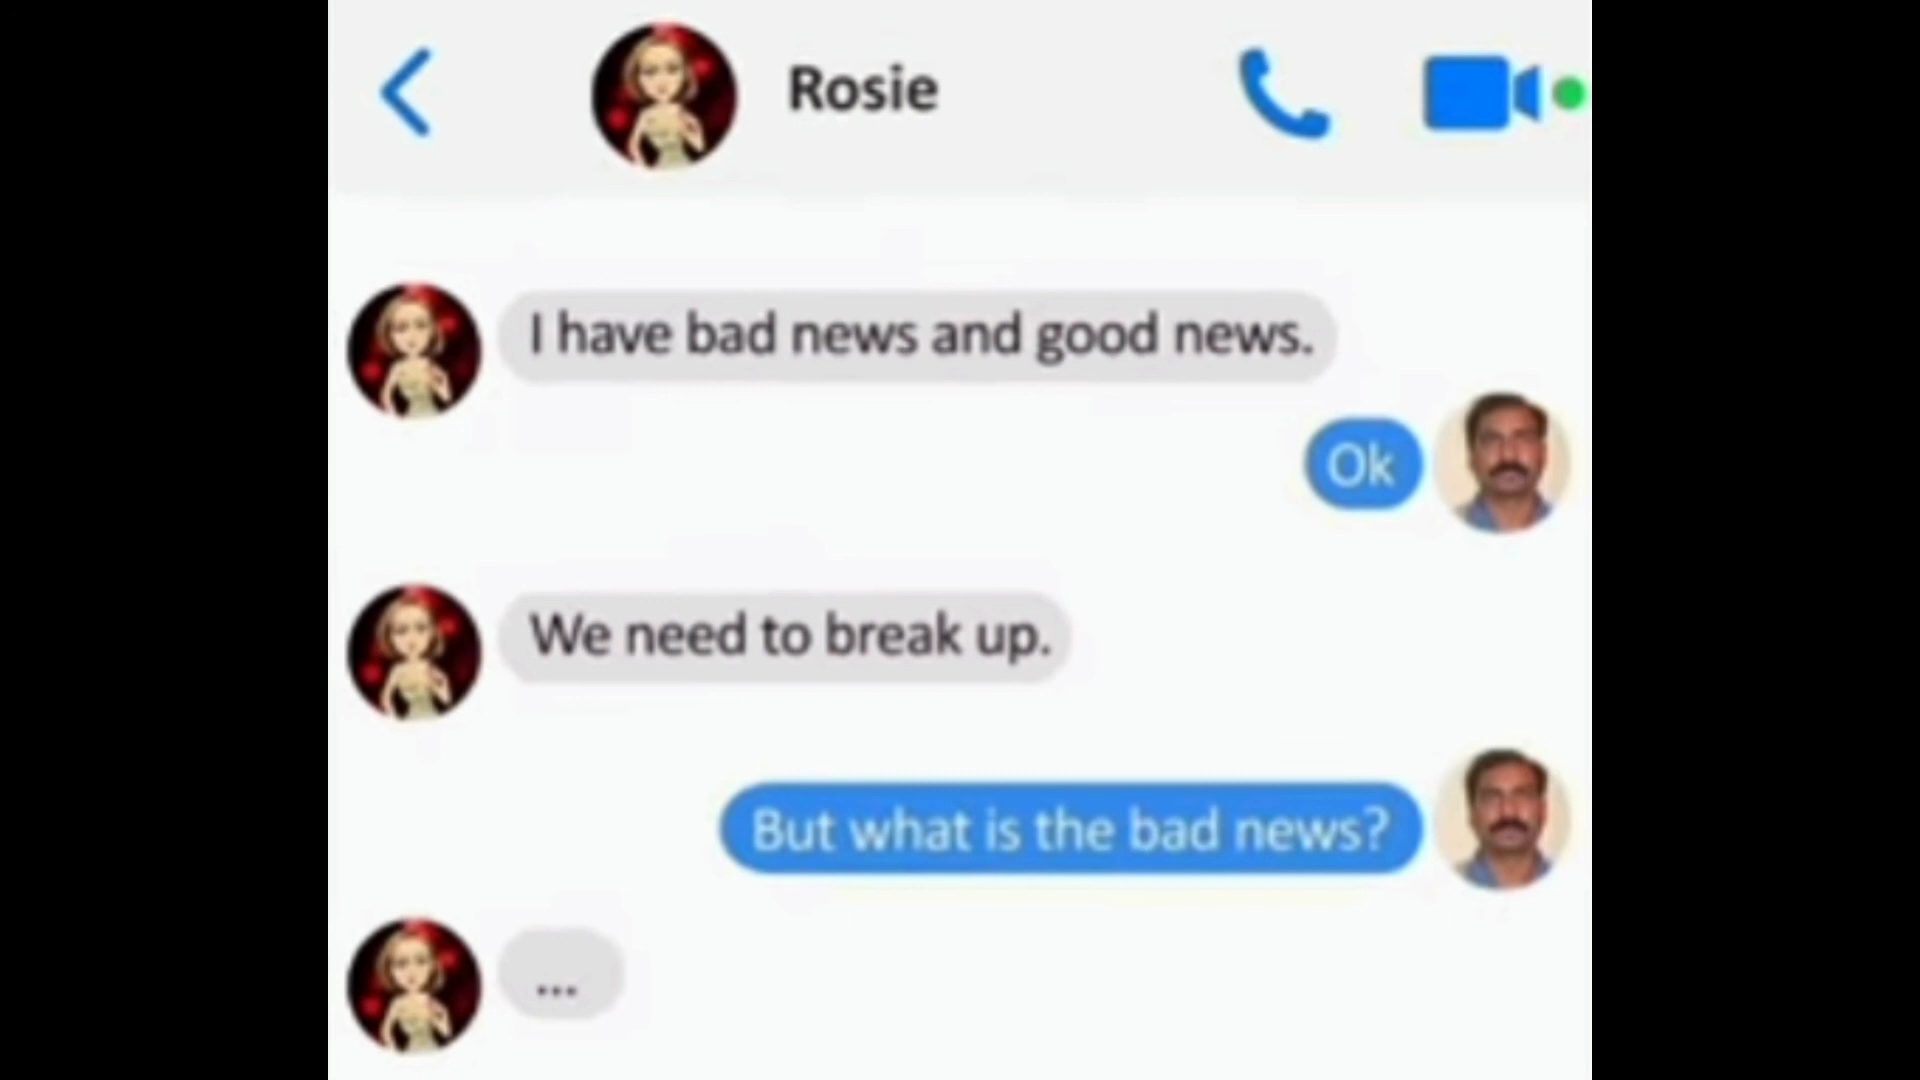 Rosie
I have bad news and good news.
Ok
We need to break up.
But what is the bad news?
...